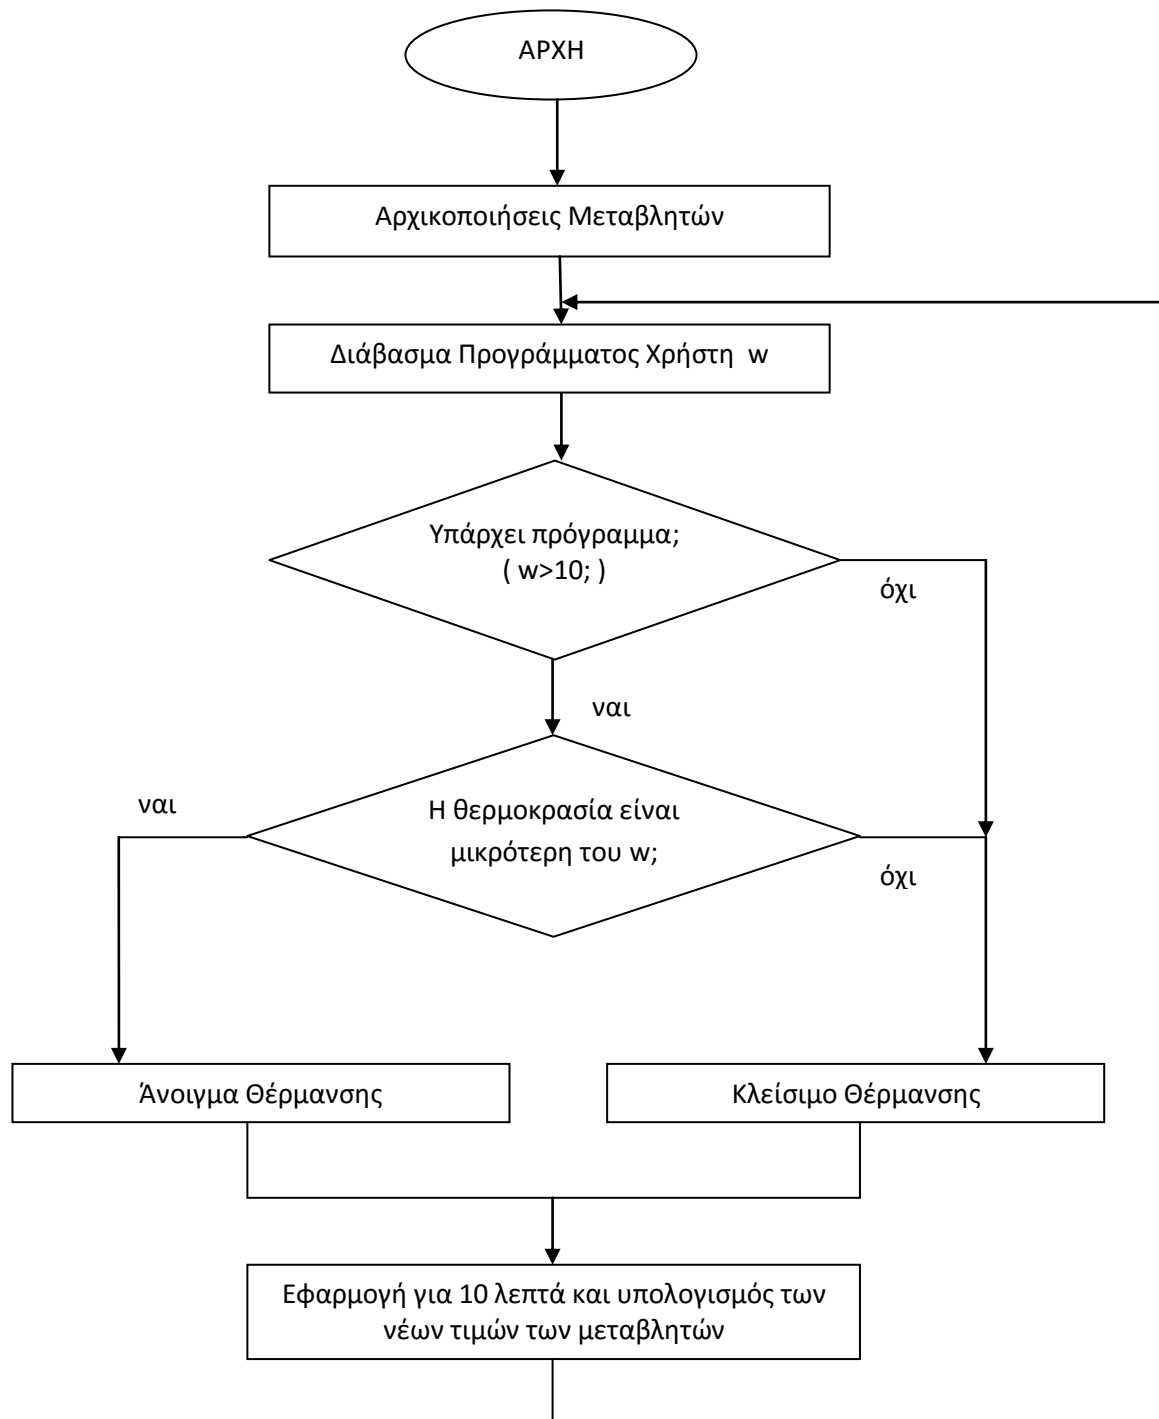 ΑΡΧΗ
Αρχικοποιήσεις Μεταβλητών
Διάβασμα Προγράμματος Χρήστη w
Υπάρχει πρόγραμμα;
( w>10; )
όχι
ναι
ναι
Η θερμοκρασία είναι
μικρότερη του w;
όχι
Άνοιγμα Θέρμανσης
Κλείσιμο Θέρμανσης
Εφαρμογή για 10 λεπτά και υπολογισμός των
νέων τιμών των μεταβλητών